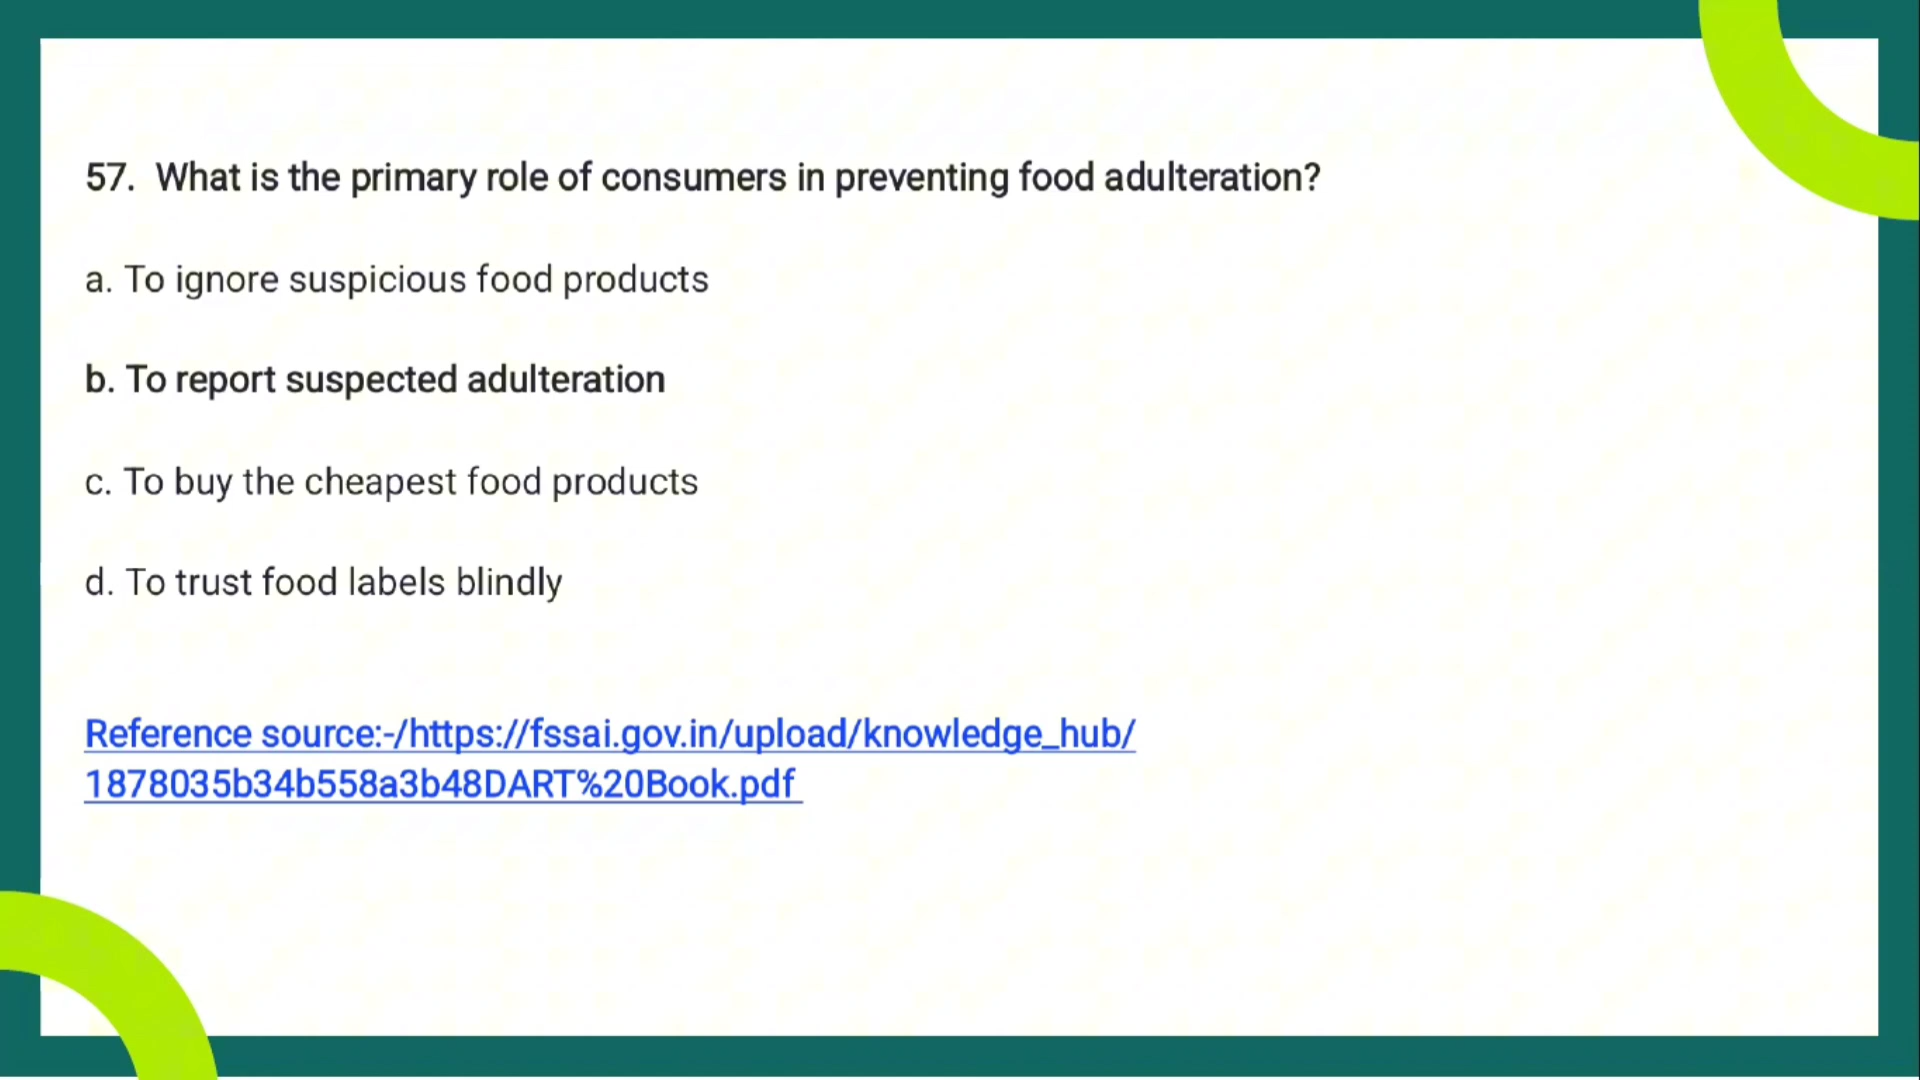 57. What is the primary role of consumers in preventing food adulteration?
a. To ignore suspicious food products
b. To report suspected adulteration
c. To buy the cheapest food products
d. To trust food labels blindly
Reference source:-/https://fssai.gov.in/upload/knowledge_hub/
1878035b34b558a3b48DART%20Book.pdf